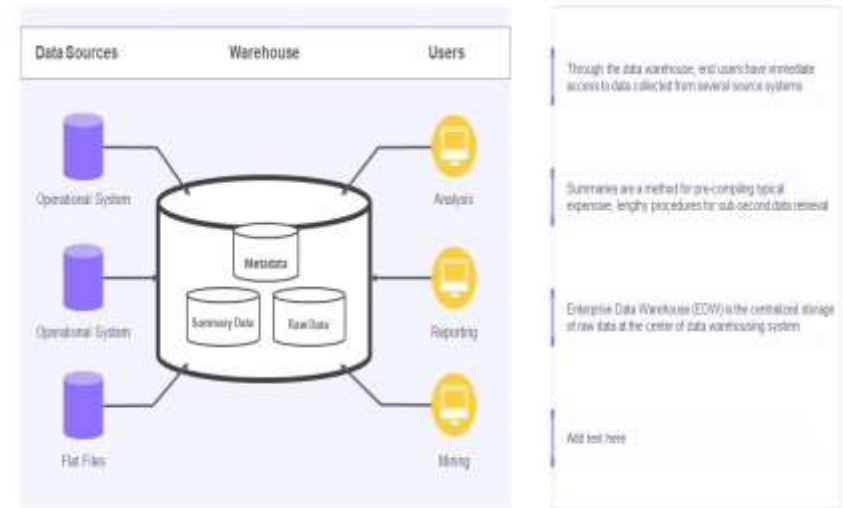 Data Sources
Warehouse
Users
Operational System
Analysis
Metadata
Summary Data
Raw Data
Operational System
Reporting
Flat Files
Mining
Through the data warehouse, end users have immediate
access to data collected from several source systems
Summaries are a method for pre-compiling typical
expensive, lengthy procedures for sub-second data retrieval
Enterprise Data Warehouse (EDW) is the centralized storage
of raw data at the center of data warehousing system
Add text here